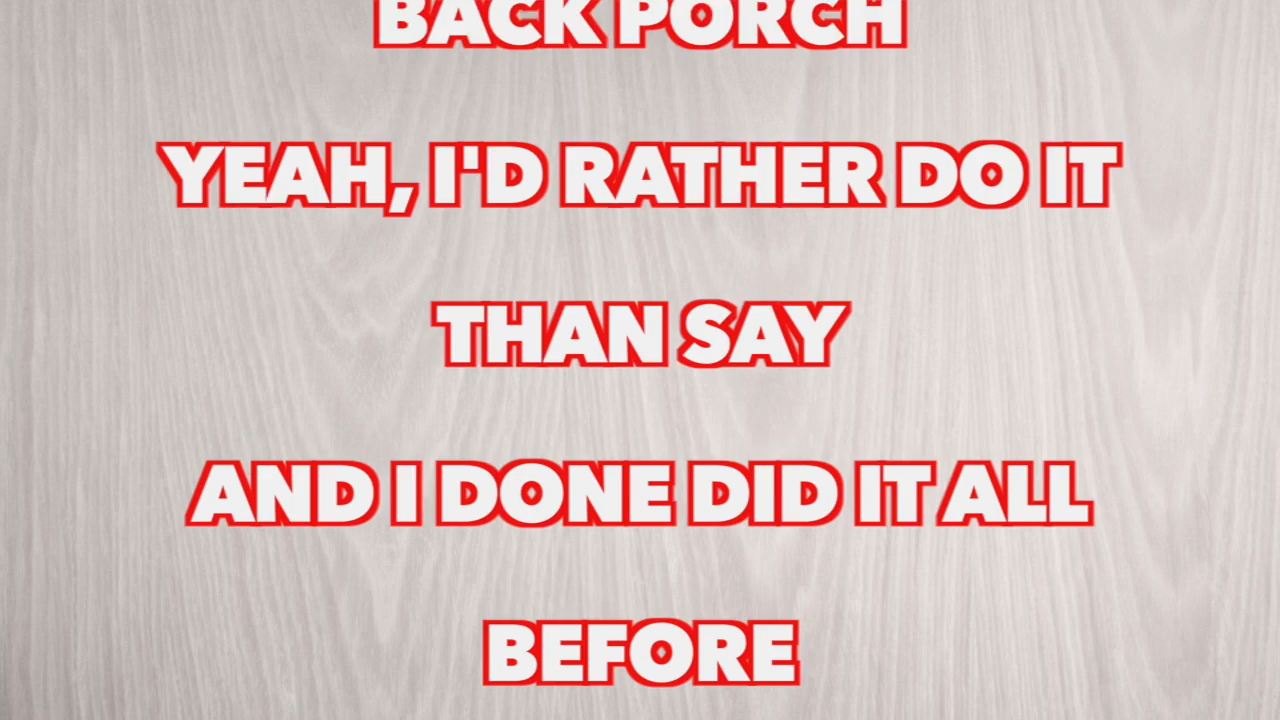 BACK PORCH
YEAH, I'D RATHER DO IT
THAN SAY
AND I DONE DID IT ALL
BEFORE